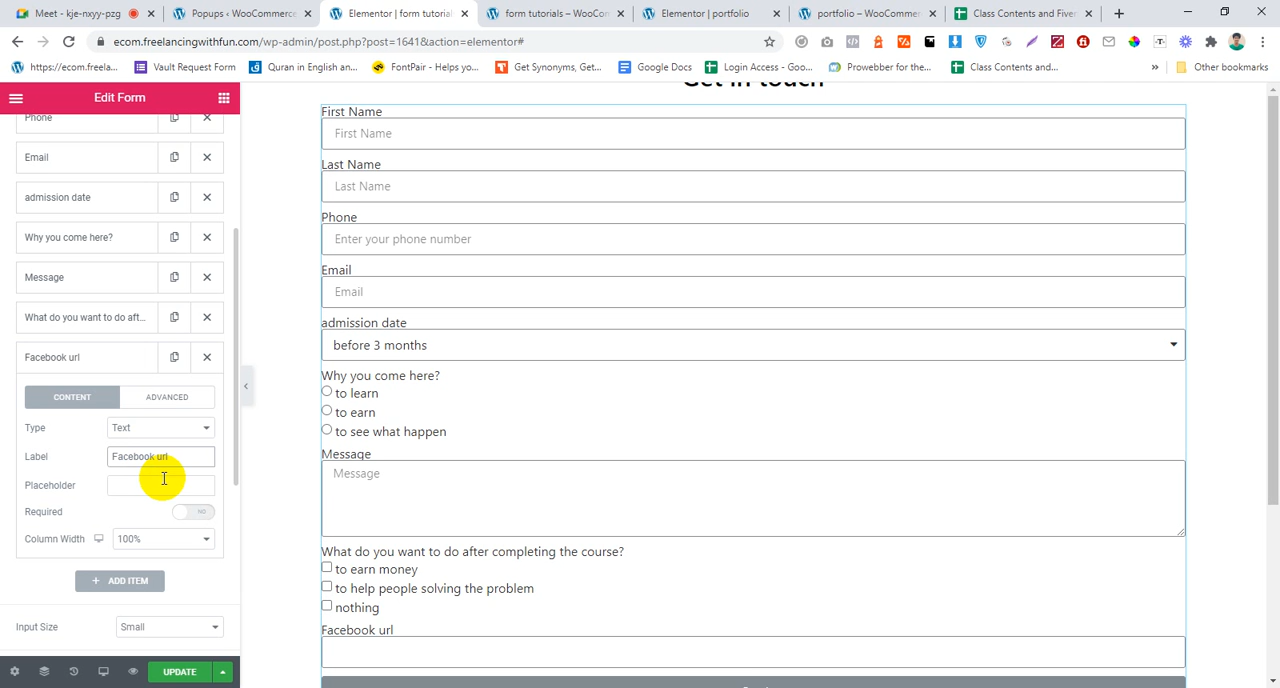 Meet - kje-nxyy-pzg
Popups ‹ WooCommerce
Elementor | form tutorial
form tutorials – WooCon
Elementor | portfolio
portfolio – WooCommer
Class Contents and Fiver
ecom.freelancingwithfun.com/wp-admin/post.php?post=1641&action=elementor#
https://ecom.freela...
Vault Request Form
Quran in English an...
FontPair - Helps yo...
Get Synonyms, Get...
Google Docs
Login Access - Goo...
Prowebber for the...
Class Contents and...
»
Other bookmarks
Edit Form
Get in touch
Phone
Email
admission date
Why you come here?
Message
What do you want to do aft...
Facebook url
CONTENT
ADVANCED
Type
Text
Label
Facebook url
Placeholder
Required
NO
Column Width
100%
+ ADD ITEM
Input Size
Small
UPDATE
First Name
First Name
Last Name
Last Name
Phone
Enter your phone number
Email
Email
admission date
before 3 months
Why you come here?
to learn
to earn
to see what happen
Message
Message
What do you want to do after completing the course?
to earn money
to help people solving the problem
nothing
Facebook url